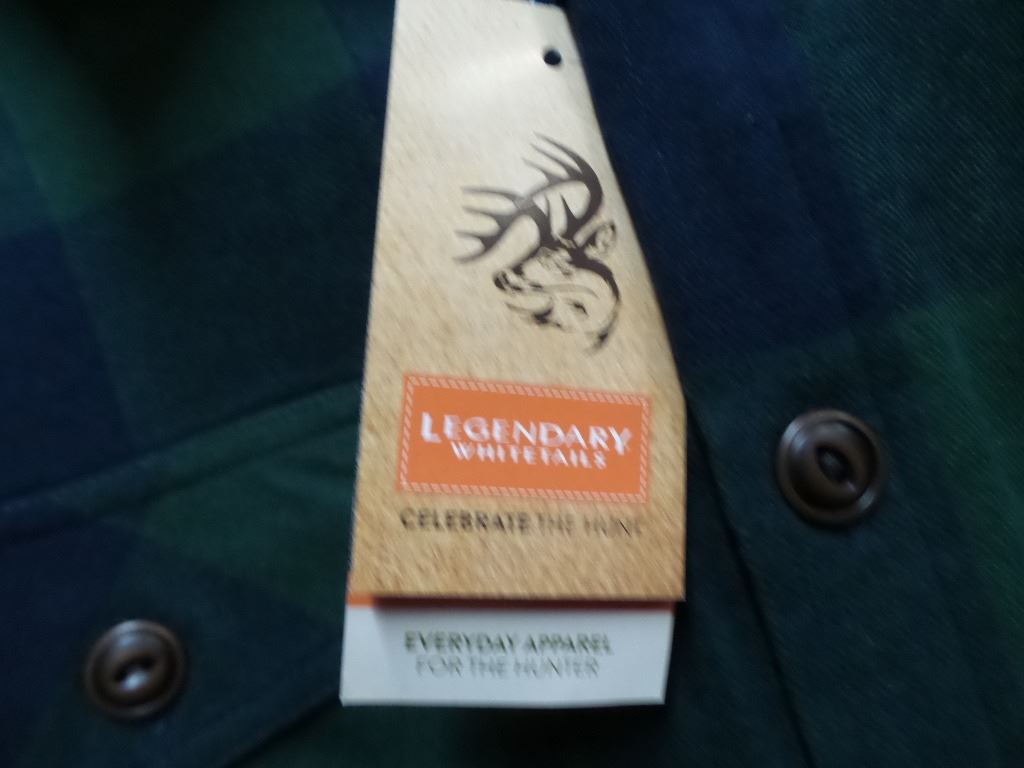 LEGENDARY
WHITETAILS
CELEBRATE THE HUNT
EVERYDAY APPAREL
FOR THE HUNTER